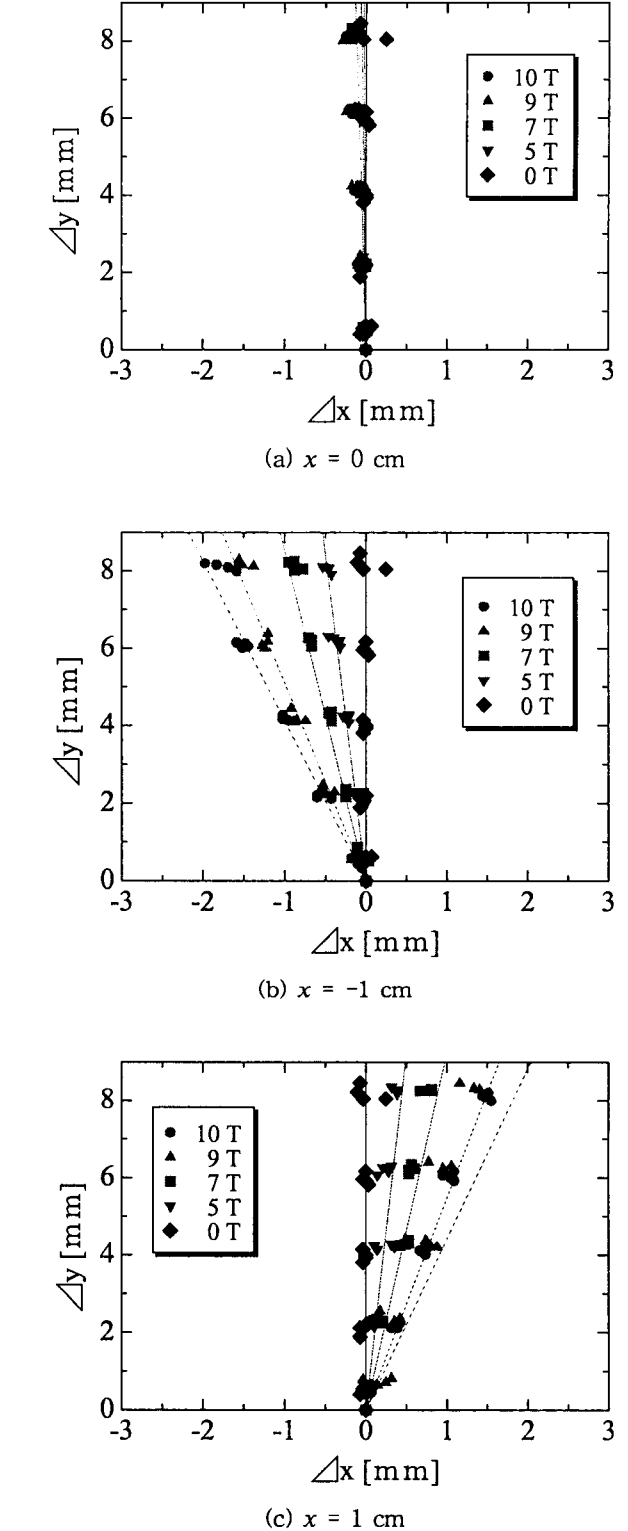 8
6
4
2
0
⊿y [mm]
10 T
9 T
7 T
5 T
0 T
-3 -2 -1 0 1 2 3
⊿x [mm]
(a) x = 0 cm
8
6
4
2
0
⊿y [mm]
10 T
9 T
7 T
5 T
0 T
-3 -2 -1 0 1 2 3
⊿x [mm]
(b) x = -1 cm
8
6
4
2
0
⊿y [mm]
10 T
9 T
7 T
5 T
0 T
-3 -2 -1 0 1 2 3
⊿x [mm]
(c) x = 1 cm